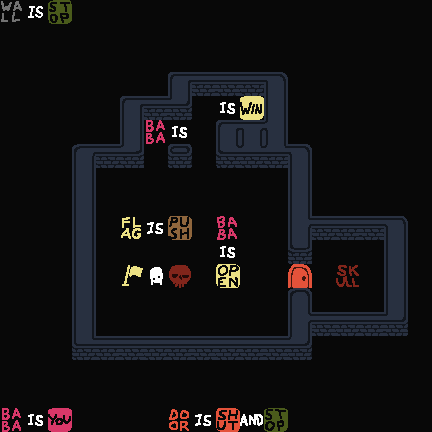 WALL IS STOP
IS WIN
BABA IS
FLAG IS PUSH BABA
IS
OPEN
SKULL
BABA IS YOU DOOR IS SHUT AND STOP